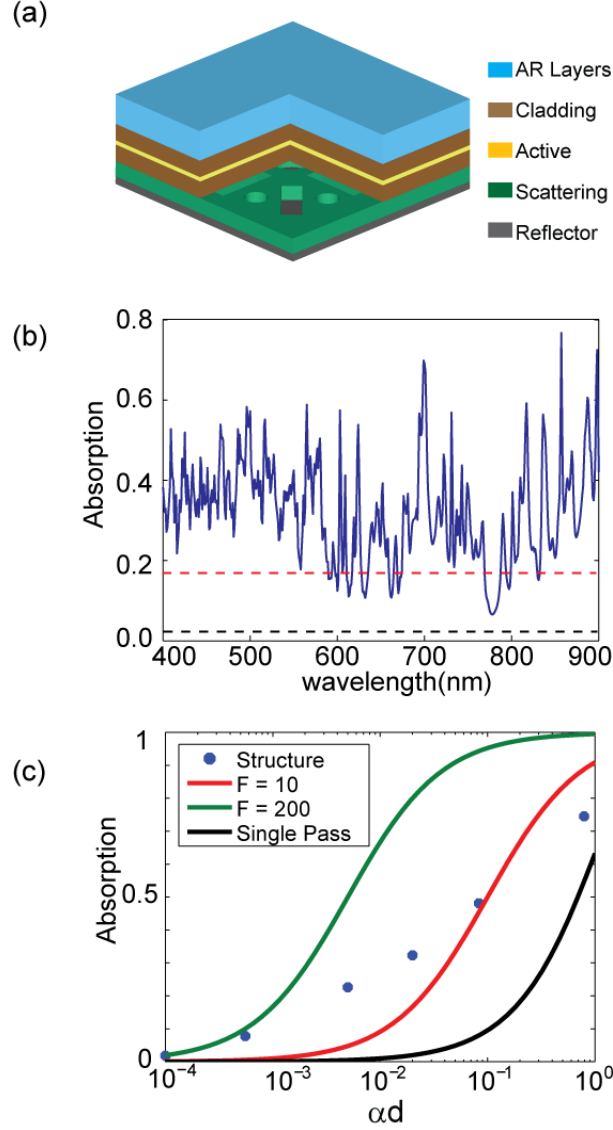 (a)
AR Layers
Cladding
Active
Scattering
Reflector
(b)
0.8
0.6
0.4
0.2
0.0
Absorption
400 500 600 700 800 900
wavelength(nm)
(c)
1
0.5
0
Absorption
Structure
F = 10
F = 200
Single Pass
10⁻⁴ 10⁻³ 10⁻² 10⁻¹ 10⁰
αd